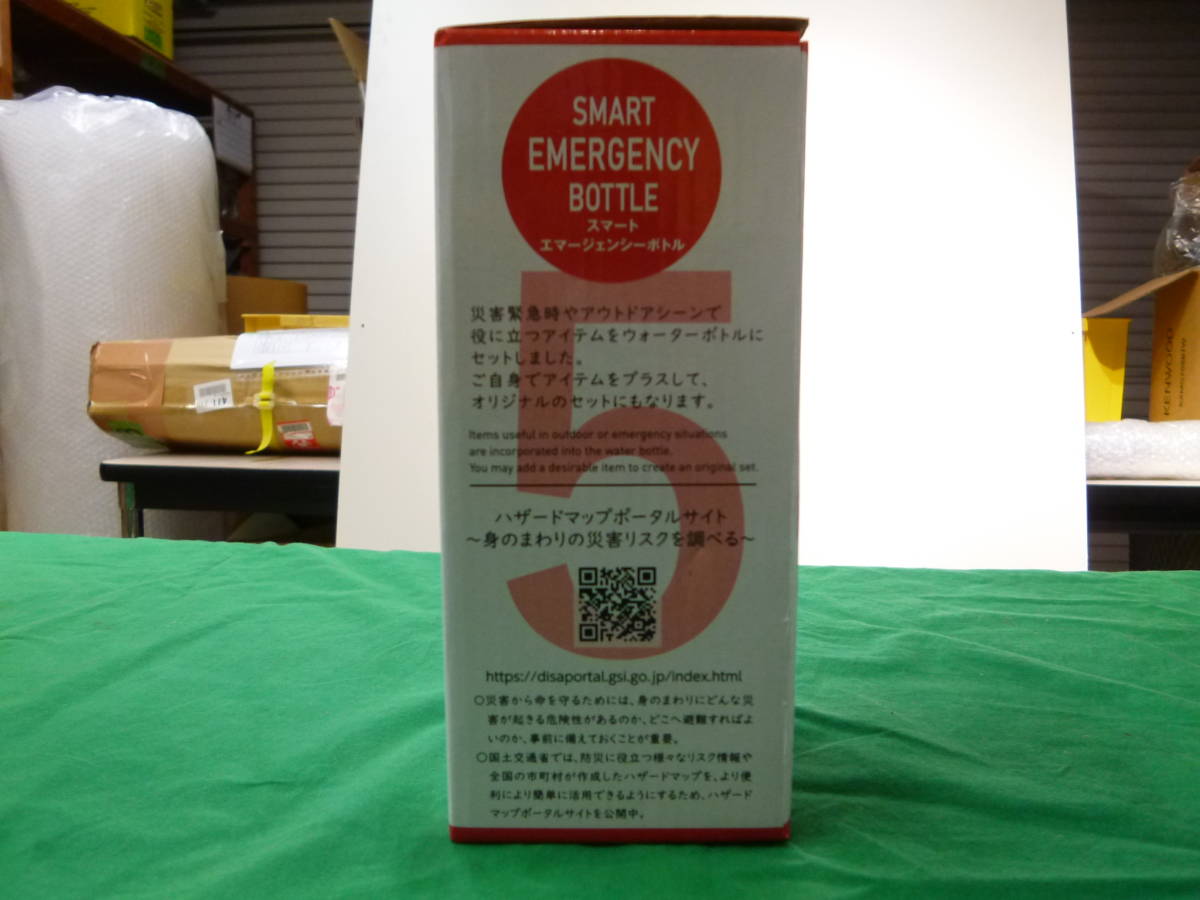 SMART
EMERGENCY
BOTTLE
スマート
エマージェンシーボトル
5
災害緊急時やアウトドアシーンで
役に立つアイテムをウォーターボトルに
セットしました。
ご自身でアイテムをプラスして、
オリジナルのセットにもなります。
Items useful in outdoor or emergency situations
are incorporated into the water bottle.
You may add a desirable item to create an original set.
ハザードマップポータルサイト
〜身のまわりの災害リスクを調べる〜
https://disaportal.gsi.go.jp/index.html
○災害から命を守るためには、身のまわりにどんな災
害が起きる危険性があるのか、どこへ避難すればよ
いのか、事前に備えておくことが重要。
○国土交通省では、防災に役立つ様々なリスク情報や
全国の市町村が作成したハザードマップを、より便
利により簡単に活用できるようにするため、ハザード
マップポータルサイトを公開中。
KENWOOD